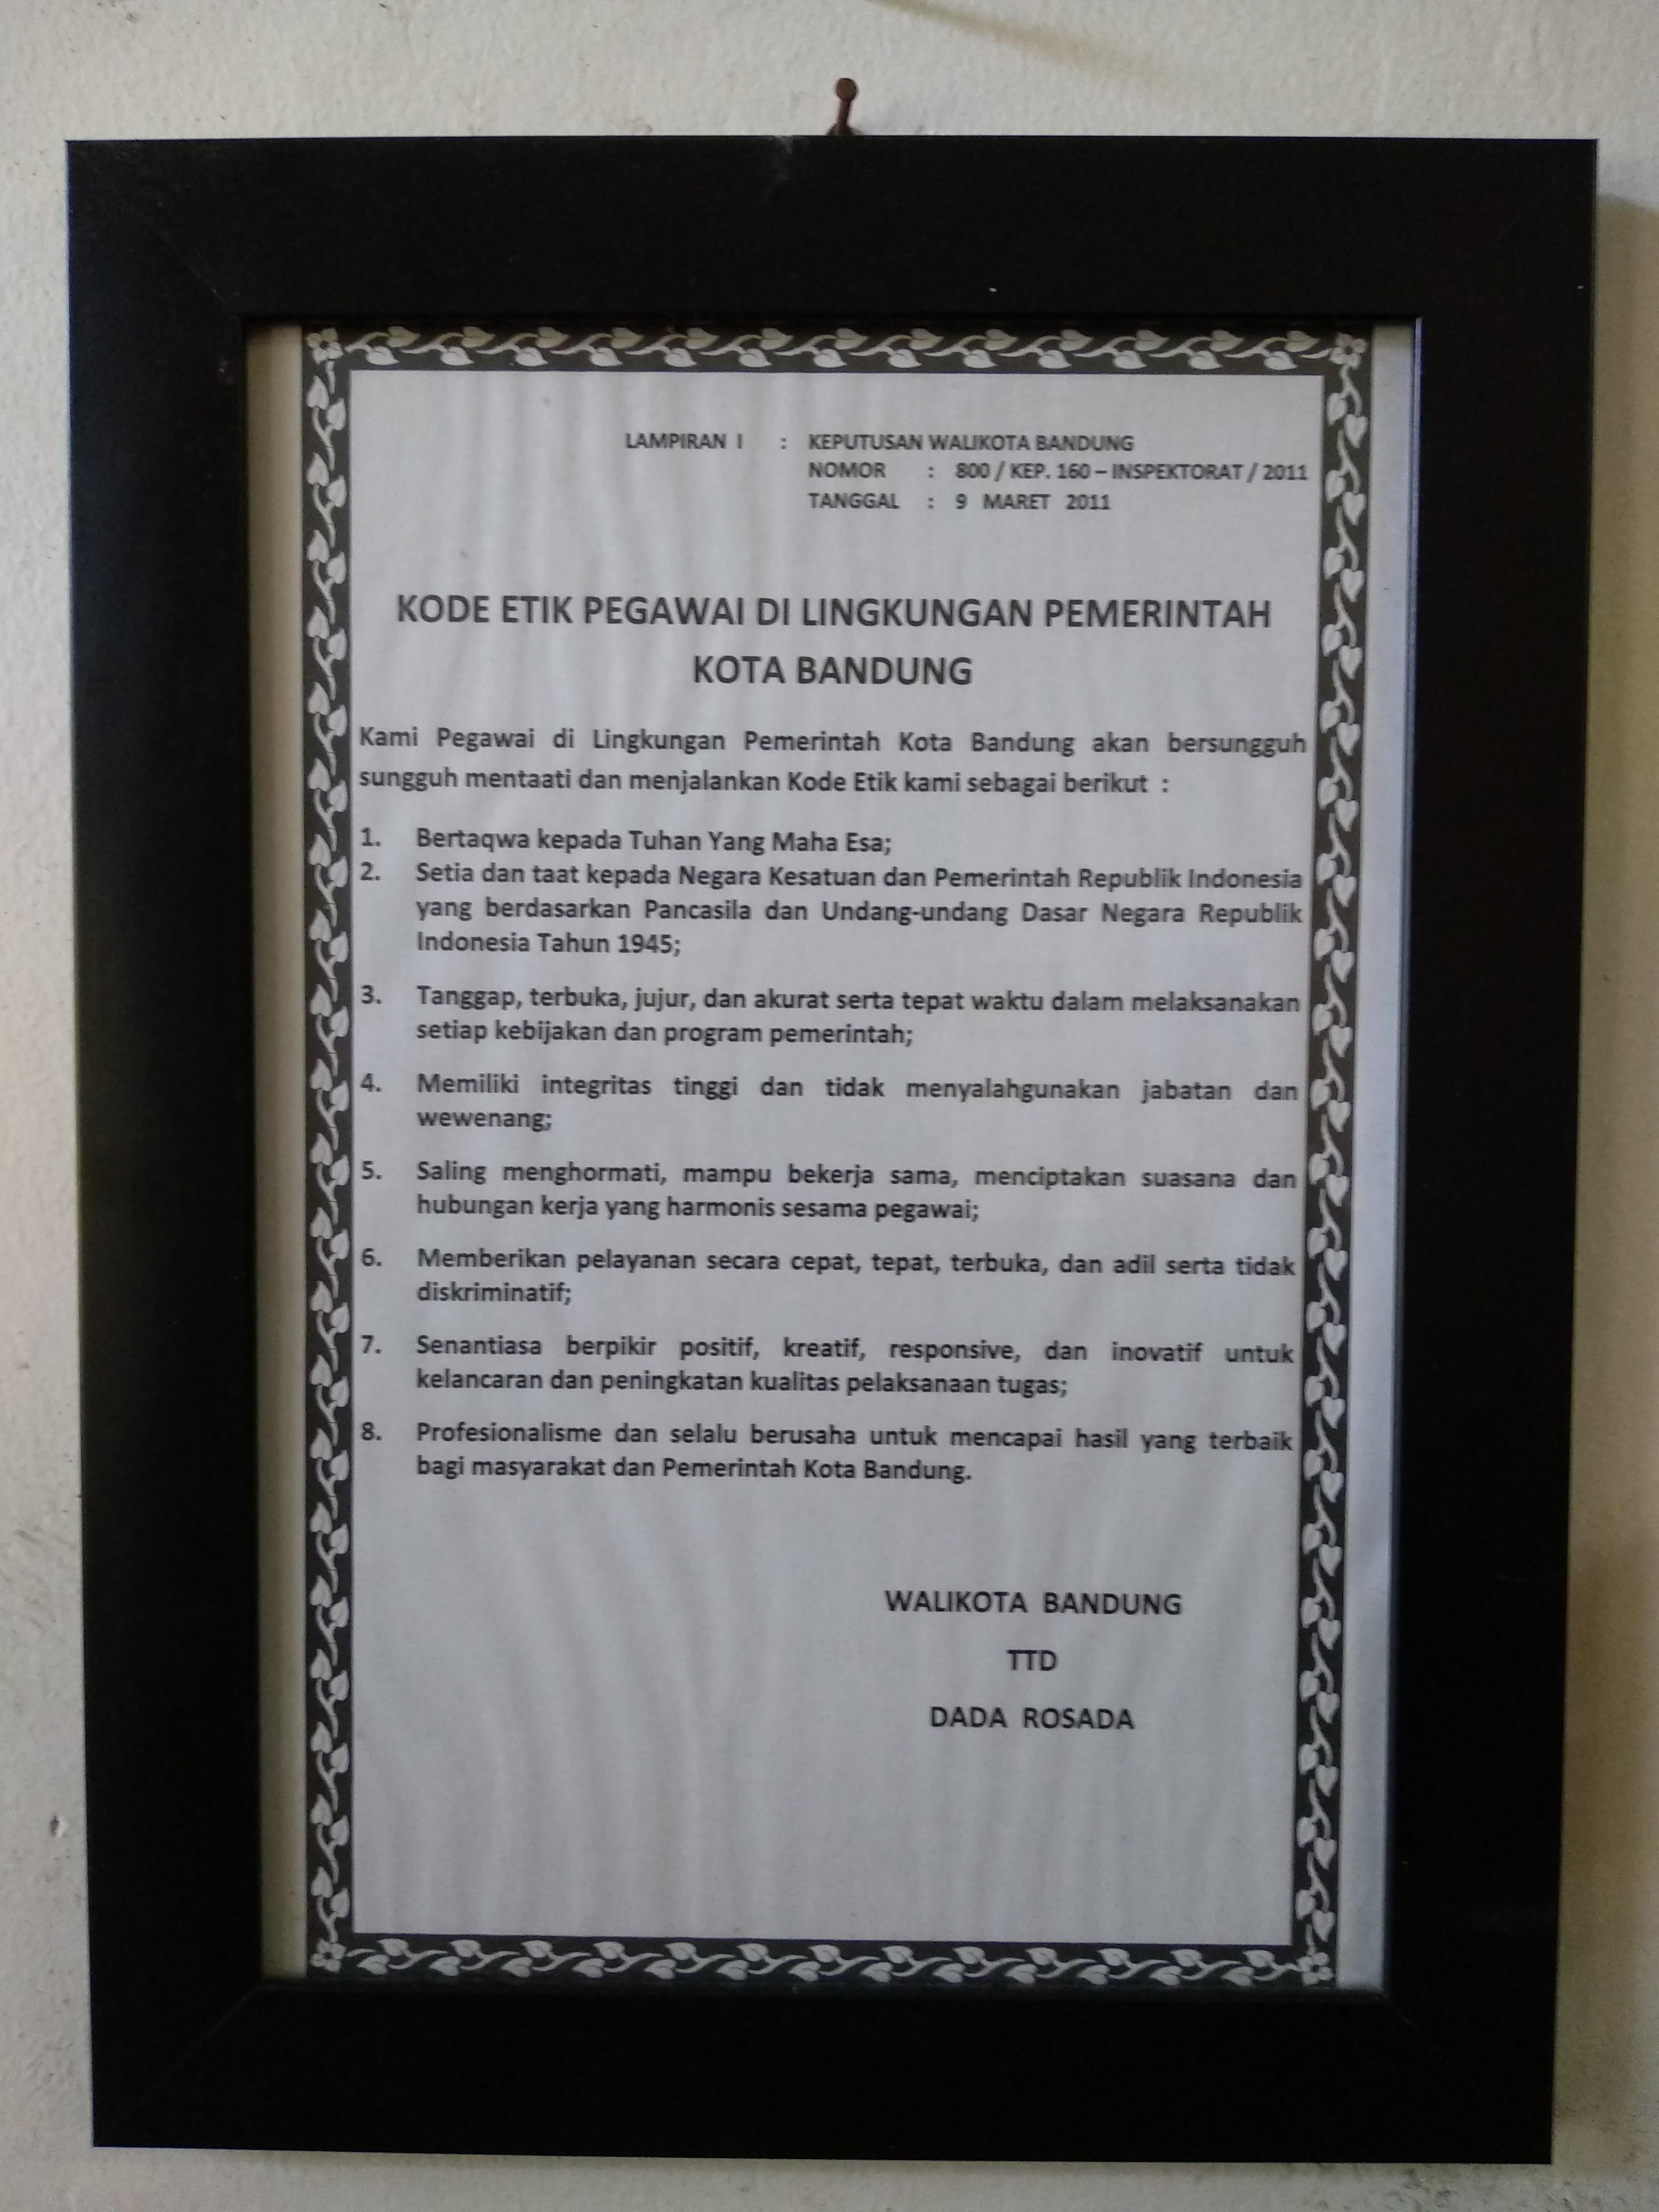 LAMPIRAN I : KEPUTUSAN WALIKOTA BANDUNG
NOMOR : 800 / KEP. 160 – INSPEKTORAT / 2011
TANGGAL : 9 MARET 2011
KODE ETIK PEGAWAI DI LINGKUNGAN PEMERINTAH
KOTA BANDUNG
Kami Pegawai di Lingkungan Pemerintah Kota Bandung akan bersungguh
sungguh mentaati dan menjalankan Kode Etik kami sebagai berikut :
1. Bertaqwa kepada Tuhan Yang Maha Esa;
2. Setia dan taat kepada Negara Kesatuan dan Pemerintah Republik Indonesia
yang berdasarkan Pancasila dan Undang-undang Dasar Negara Republik
Indonesia Tahun 1945;
3. Tanggap, terbuka, jujur, dan akurat serta tepat waktu dalam melaksanakan
setiap kebijakan dan program pemerintah;
4. Memiliki integritas tinggi dan tidak menyalahgunakan jabatan dan
wewenang;
5. Saling menghormati, mampu bekerja sama, menciptakan suasana dan
hubungan kerja yang harmonis sesama pegawai;
6. Memberikan pelayanan secara cepat, tepat, terbuka, dan adil serta tidak
diskriminatif;
7. Senantiasa berpikir positif, kreatif, responsive, dan inovatif untuk
kelancaran dan peningkatan kualitas pelaksanaan tugas;
8. Profesionalisme dan selalu berusaha untuk mencapai hasil yang terbaik
bagi masyarakat dan Pemerintah Kota Bandung.
WALIKOTA BANDUNG
TTD
DADA ROSADA